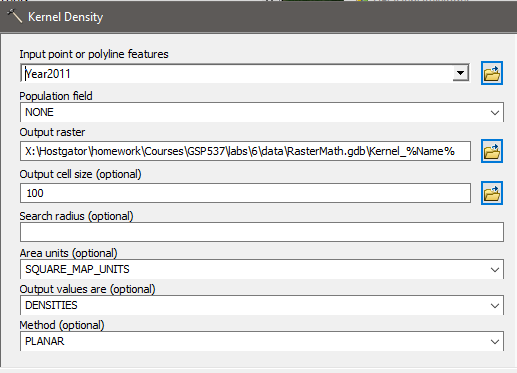 Kernel Density
Input point or polyline features
Year2011
Population field
NONE
Output raster
X:\Hostgator\homework\Courses\GSP537\labs\6\data\RasterMath.gdb\Kernel_%Name%
Output cell size (optional)
100
Search radius (optional)
Area units (optional)
SQUARE_MAP_UNITS
Output values are (optional)
DENSITIES
Method (optional)
PLANAR